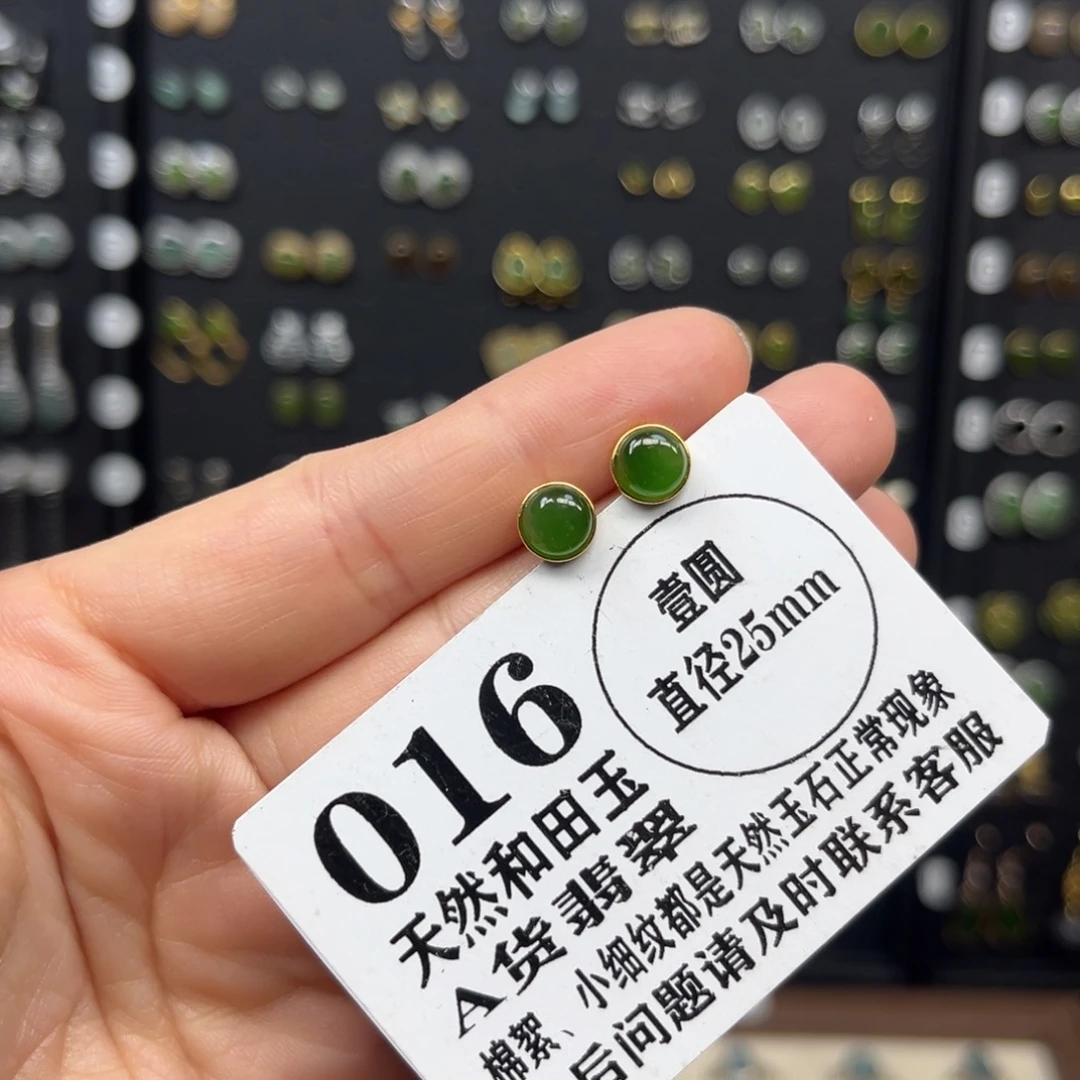 壹圆
直径25mm
016
天然和田玉
A货翡翠
棉絮、小细纹都是天然玉石正常现象
后问题请及时联系客服